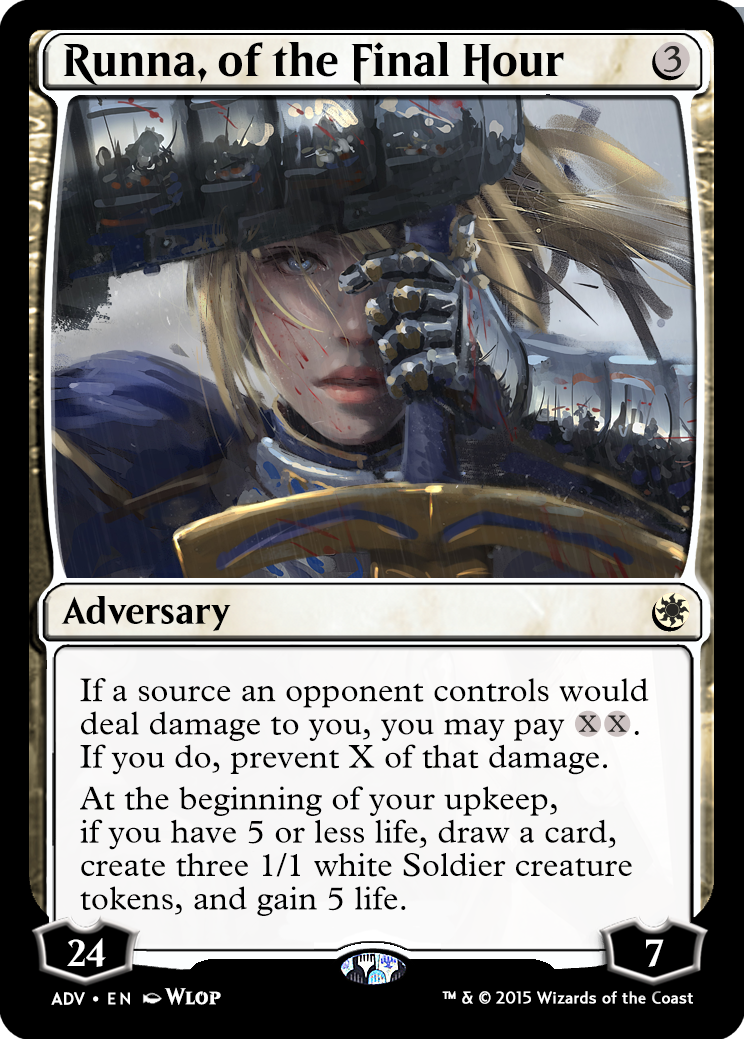 Runna, of the Final Hour 3
Adversary
If a source an opponent controls would
deal damage to you, you may pay X X.
If you do, prevent X of that damage.
At the beginning of your upkeep,
if you have 5 or less life, draw a card,
create three 1/1 white Soldier creature
tokens, and gain 5 life.
24 7
ADV • EN WLOP ™ & © 2015 Wizards of the Coast